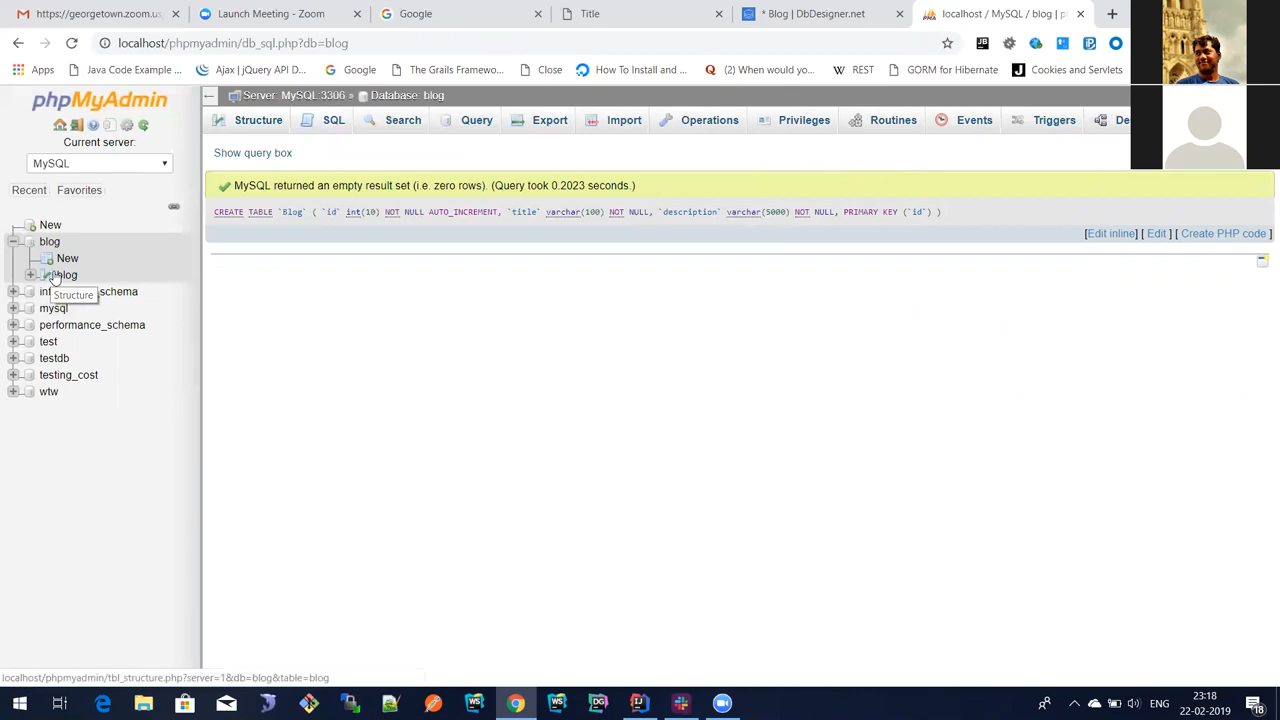 https://georgetown.zoom.us
Launch Meeting - Zoom
Google
Title
* Blog | DbDesigner.net
localhost / MySQL / blog | p
localhost/phpmyadmin/db_sql.php?db=blog
Apps
Java Code Example ...
Ajax | jQuery API D...
Google
The Grails Framewo...
Close
How To Install and ...
(2) When would yo...
REST
GORM for Hibernate
Cookies and Servlets
phpMyAdmin
Current server:
MySQL
Recent
Favorites
New
blog
New
blog
Structure
schema
mysql
performance_schema
test
testdb
testing_cost
wtw
Server: MySQL:3306 » Database: blog
Structure
SQL
Search
Query
Export
Import
Operations
Privileges
Routines
Events
Triggers
De
Show query box
MySQL returned an empty result set (i.e. zero rows). (Query took 0.2023 seconds.)
CREATE TABLE `Blog` ( `id` int(10) NOT NULL AUTO_INCREMENT, `title` varchar(100) NOT NULL, `description` varchar(5000) NOT NULL, PRIMARY KEY (`id`) )
[Edit inline] [ Edit ] [ Create PHP code ]
localhost/phpmyadmin/tbl_structure.php?server=1&db=blog&table=blog
ENG
23:18
22-02-2019
18